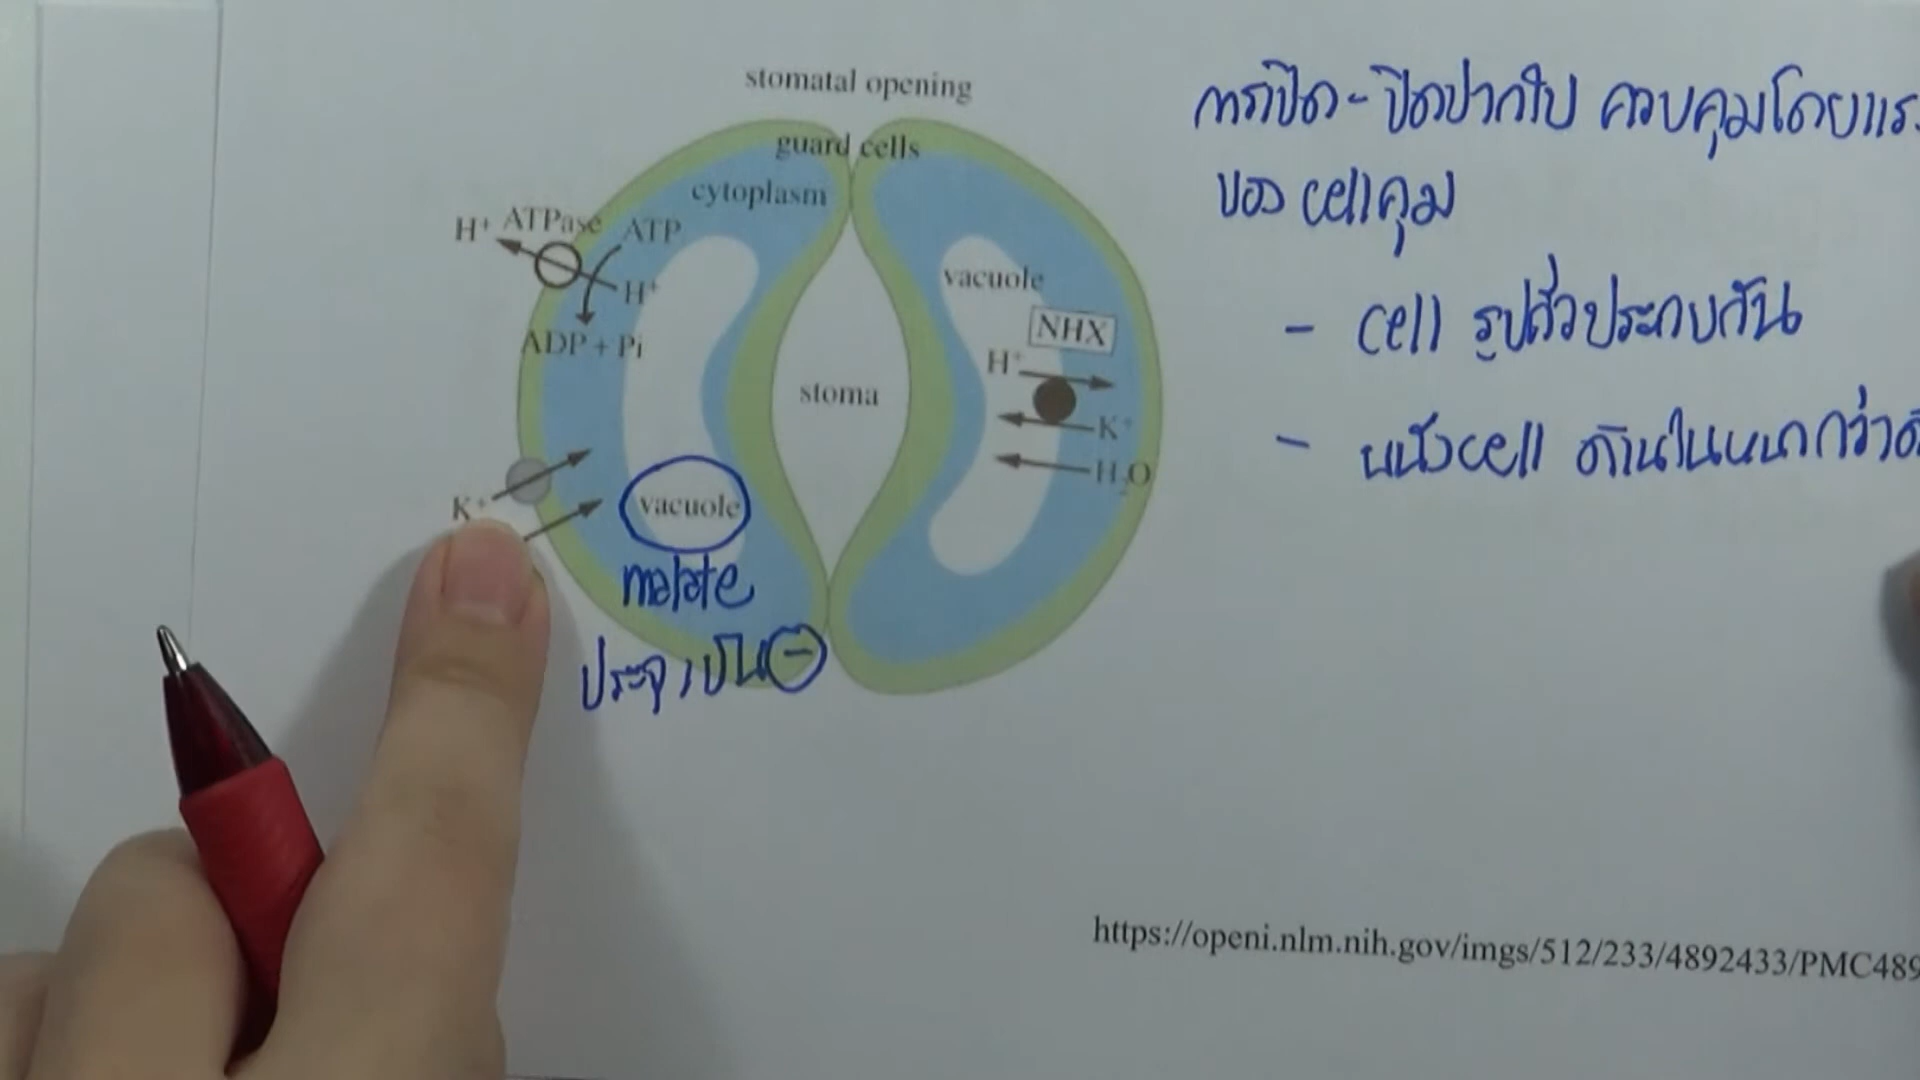 stomatal opening
guard cells
cytoplasm
H⁺ ATPase ATP
H⁺
ADP + Pi
K⁺
vacuole
malate
ประจุเป็น ⊖
stoma
vacuole
NHX
H⁺
K⁺
H₂O
การเปิด - ปิดปากใบ ควบคุมโดยแร
ของ cell คุม
- cell รูปถั่วประกบกัน
- ผนัง cell ด้านในหนากว่าด้
https://openi.nlm.nih.gov/imgs/512/233/4892433/PMC489